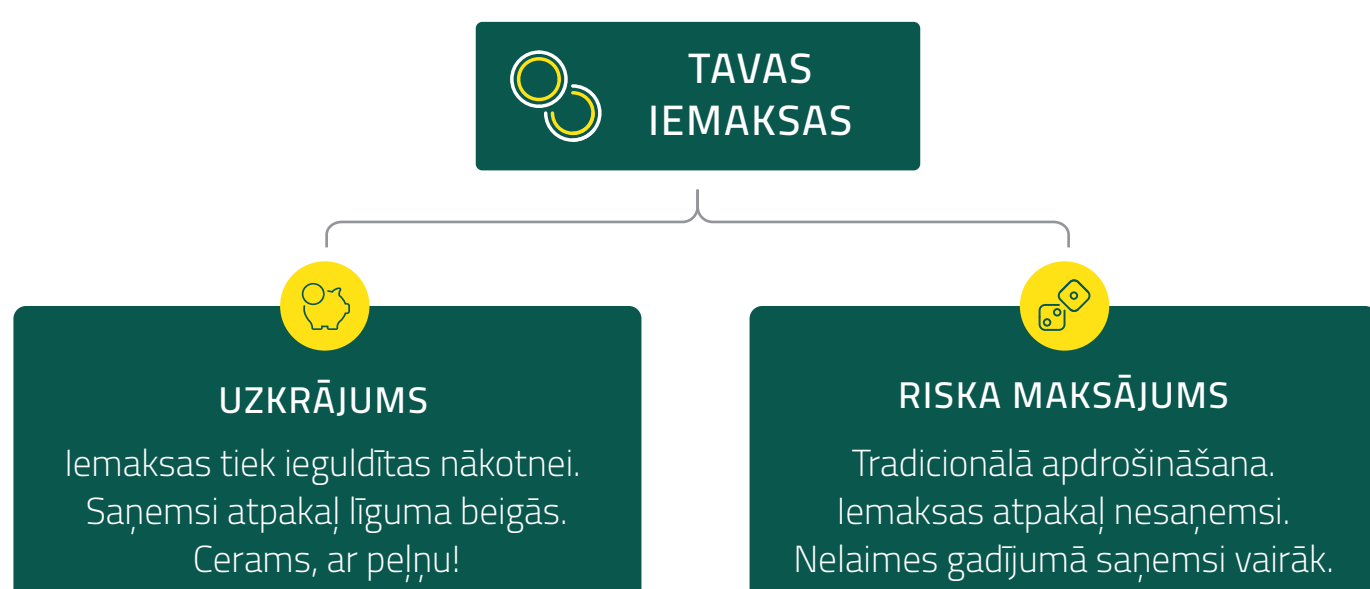 TAVAS
IEMAKSAS
UZKRĀJUMS
Iemaksas tiek ieguldītas nākotnei.
Saņemsi atpakaļ līguma beigās.
Cerams, ar peļņu!
RISKA MAKSĀJUMS
Tradicionālā apdrošināšana.
Iemaksas atpakaļ nesaņemsi.
Nelaimes gadījumā saņemsi vairāk.